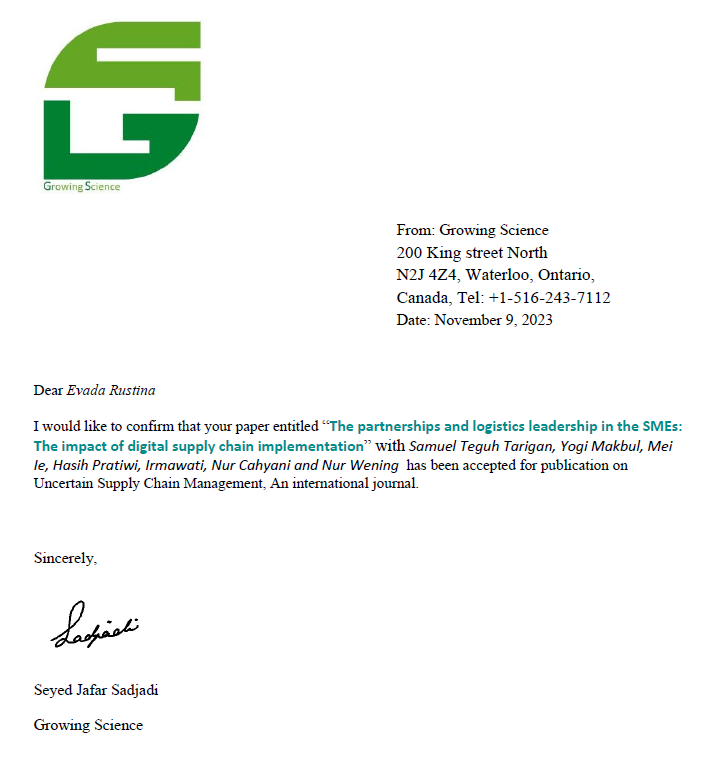 Growing Science
From: Growing Science
200 King street North
N2J 4Z4, Waterloo, Ontario,
Canada, Tel: +1-516-243-7112
Date: November 9, 2023
Dear Evada Rustina
I would like to confirm that your paper entitled “The partnerships and logistics leadership in the SMEs:
The impact of digital supply chain implementation” with Samuel Teguh Tarigan, Yogi Makbul, Mei
Ie, Hasih Pratiwi, Irmawati, Nur Cahyani and Nur Wening has been accepted for publication on
Uncertain Supply Chain Management, An international journal.
Sincerely,
Sadjadi
Seyed Jafar Sadjadi
Growing Science